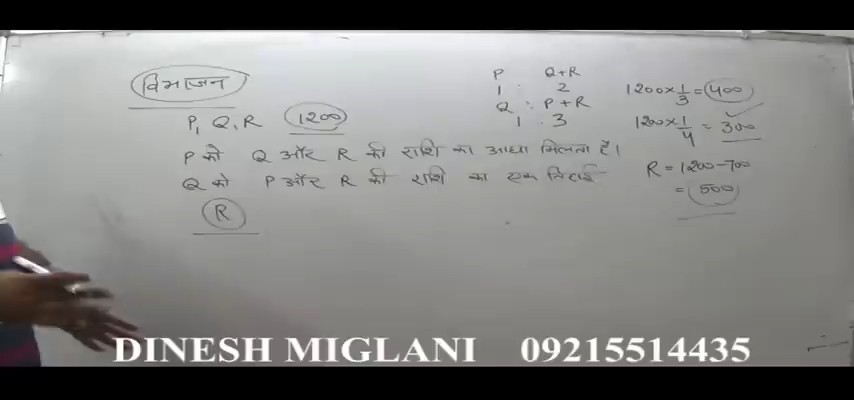 विभाजन
P, Q, R 1200
P को Q और R की राशि का आधा मिलता है।
Q को P और R की राशि का एक तिहाई
R
P Q+R
1 : 2
Q : P+R
1 : 3
1200×1/3 = 400
1200×1/4 = 300
R = 1200-700
= 500
DINESH MIGLANI 09215514435